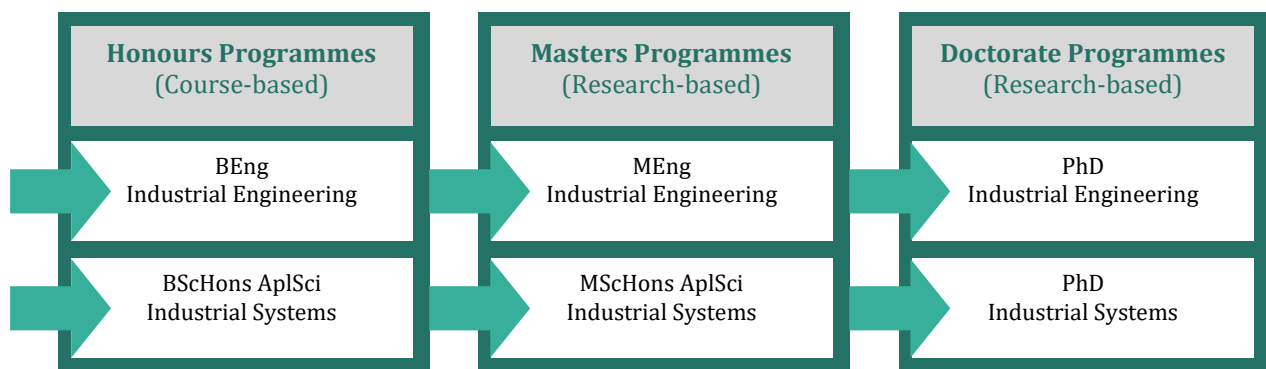 Honours Programmes
(Course-based)
BEng
Industrial Engineering
BScHons AplSci
Industrial Systems
Masters Programmes
(Research-based)
MEng
Industrial Engineering
MScHons AplSci
Industrial Systems
Doctorate Programmes
(Research-based)
PhD
Industrial Engineering
PhD
Industrial Systems